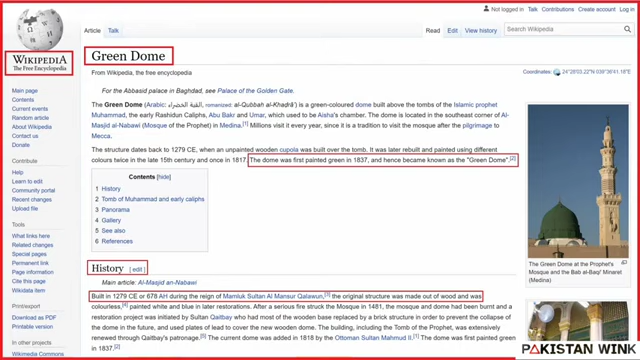 Not logged in Talk Contributions Create account Log in
Article Talk
Read Edit View history
Search Wikipedia
WIKIPEDIA
The Free Encyclopedia
Main page
Contents
Current events
Random article
About Wikipedia
Contact us
Donate
Contribute
Help
Learn to edit
Community portal
Recent changes
Upload file
Tools
What links here
Related changes
Special pages
Permanent link
Page information
Cite this page
Wikidata item
Print/export
Download as PDF
Printable version
In other projects
Wikimedia Commons
Green Dome
From Wikipedia, the free encyclopedia
For the Abbasid palace in Baghdad, see Palace of the Golden Gate.
The Green Dome (Arabic: القبة الخضراء, romanized: al-Qubbah al-Khaḍrāʾ) is a green-coloured dome built above the tombs of the Islamic prophet
Muhammad, the early Rashidun Caliphs, Abu Bakr and Umar, which used to be Aisha's chamber. The dome is located in the southeast corner of Al-
Masjid al-Nabawi (Mosque of the Prophet) in Medina.[1] Millions visit it every year, since it is a tradition to visit the mosque after the pilgrimage to
Mecca.
The structure dates back to 1279 CE, when an unpainted wooden cupola was built over the tomb. It was later rebuilt and painted using different
colours twice in the late 15th century and once in 1817. The dome was first painted green in 1837, and hence became known as the "Green Dome".[2]
Contents [hide]
1 History
2 Tomb of Muhammad and early caliphs
3 Panorama
4 Gallery
5 See also
6 References
History [ edit ]
Main article: Al-Masjid an-Nabawi
Built in 1279 CE or 678 AH during the reign of Mamluk Sultan Al Mansur Qalawun,[3] the original structure was made out of wood and was
colourless,[4] painted white and blue in later restorations. After a serious fire struck the Mosque in 1481, the mosque and dome had been burnt and a
restoration project was initiated by Sultan Qaitbay who had most of the wooden base replaced by a brick structure in order to prevent the collapse of
the dome in the future, and used plates of lead to cover the new wooden dome. The building, including the Tomb of the Prophet, was extensively
renewed through Qaitbay's patronage.[5] The current dome was added in 1818 by the Ottoman Sultan Mahmud II.[4] The dome was first painted green
in 1837.[2]
Coordinates:
The Green Dome at the Prophet's
Mosque and the Bab al-Baqi' Minaret
(Medina)
PAKISTAN WINK